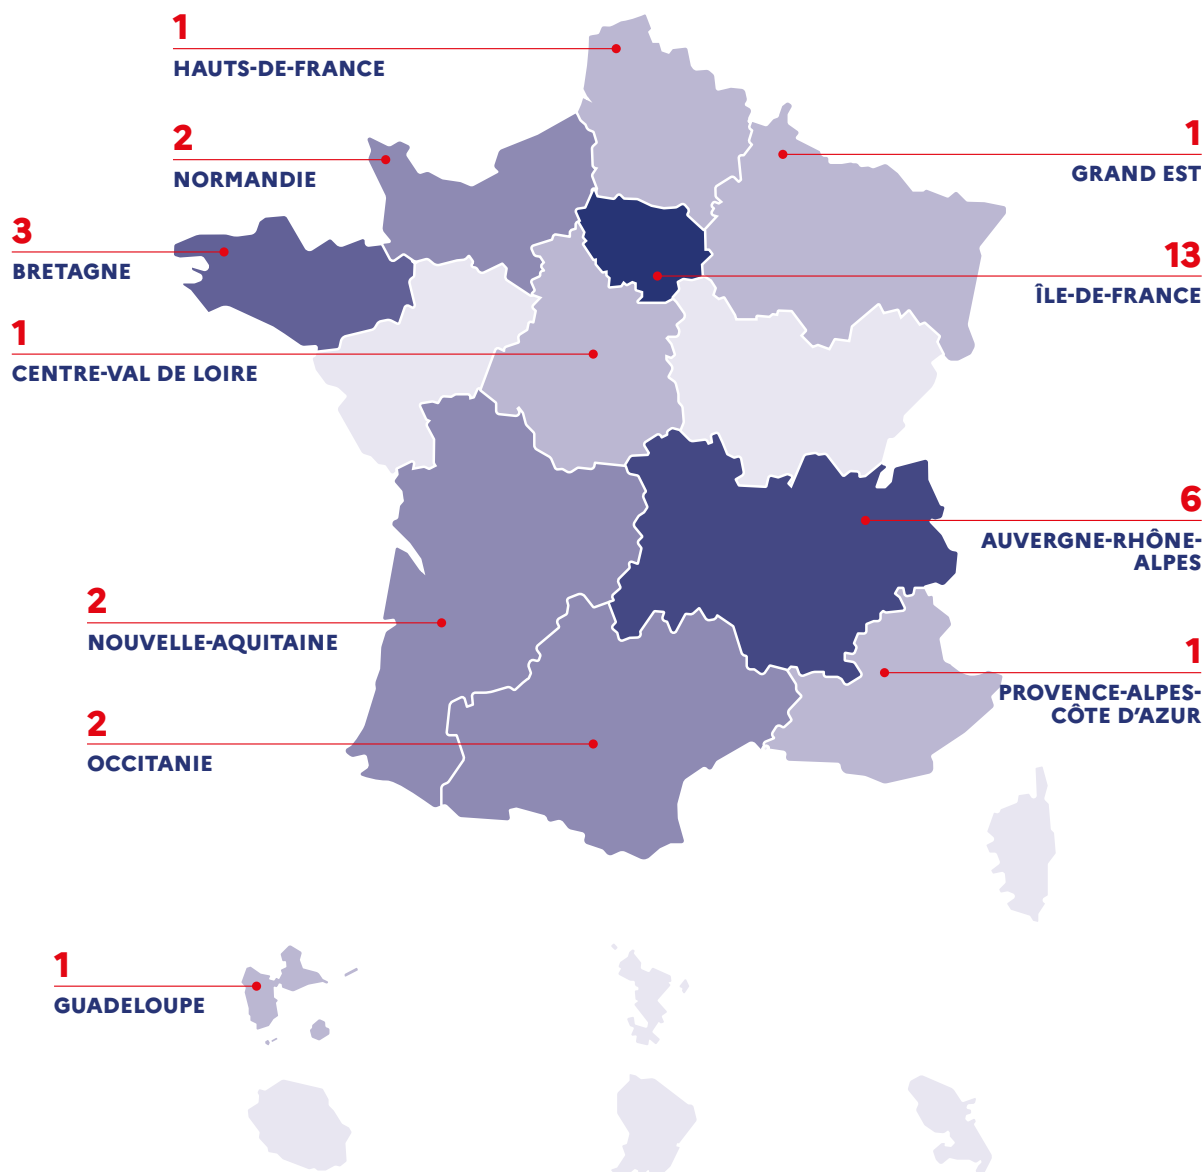 1
HAUTS-DE-FRANCE
2
NORMANDIE
1
GRAND EST
3
BRETAGNE
13
ÎLE-DE-FRANCE
1
CENTRE-VAL DE LOIRE
6
AUVERGNE-RHÔNE-
ALPES
2
NOUVELLE-AQUITAINE
1
PROVENCE-ALPES-
CÔTE D’AZUR
2
OCCITANIE
1
GUADELOUPE